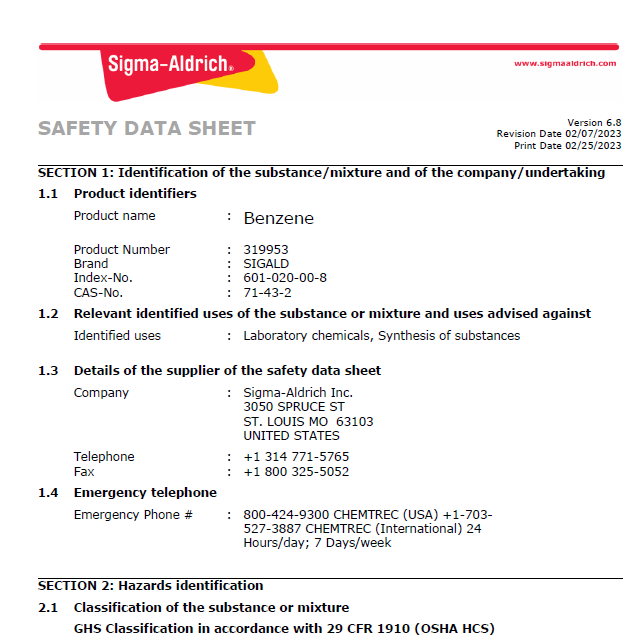 Sigma-Aldrich®
www.sigmaaldrich.com
SAFETY DATA SHEET
Version 6.8
Revision Date 02/07/2023
Print Date 02/25/2023
SECTION 1: Identification of the substance/mixture and of the company/undertaking
1.1 Product identifiers
Product name : Benzene
Product Number : 319953
Brand : SIGALD
Index-No. : 601-020-00-8
CAS-No. : 71-43-2
1.2 Relevant identified uses of the substance or mixture and uses advised against
Identified uses : Laboratory chemicals, Synthesis of substances
1.3 Details of the supplier of the safety data sheet
Company : Sigma-Aldrich Inc.
3050 SPRUCE ST
ST. LOUIS MO 63103
UNITED STATES
Telephone : +1 314 771-5765
Fax : +1 800 325-5052
1.4 Emergency telephone
Emergency Phone # : 800-424-9300 CHEMTREC (USA) +1-703-
527-3887 CHEMTREC (International) 24
Hours/day; 7 Days/week
SECTION 2: Hazards identification
2.1 Classification of the substance or mixture
GHS Classification in accordance with 29 CFR 1910 (OSHA HCS)